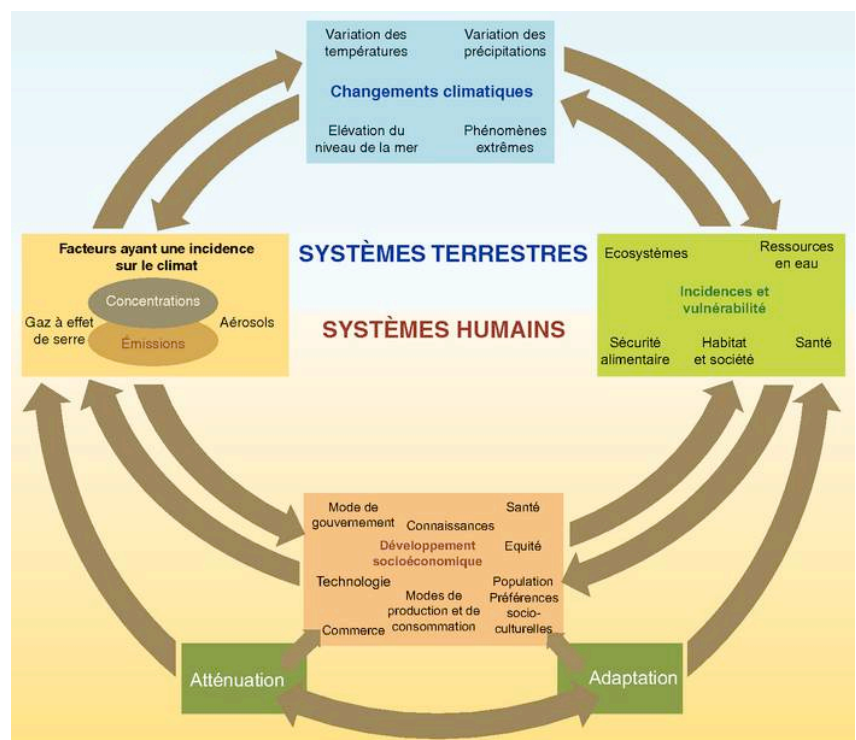 Variation des
températures
Variation des
précipitations
Changements climatiques
Elévation du
niveau de la mer
Phénomènes
extrêmes
Facteurs ayant une incidence
sur le climat
Concentrations
Gaz à effet
de serre
Aérosols
Émissions
SYSTÈMES TERRESTRES
SYSTÈMES HUMAINS
Ecosystèmes
Ressources
en eau
Incidences et
vulnérabilité
Sécurité
alimentaire
Habitat
et société
Santé
Mode de
gouvernement
Connaissances
Santé
Développement
socioéconomique
Equité
Technologie
Modes de
production et de
consommation
Population
Préférences
socio-
culturelles
Commerce
Atténuation
Adaptation